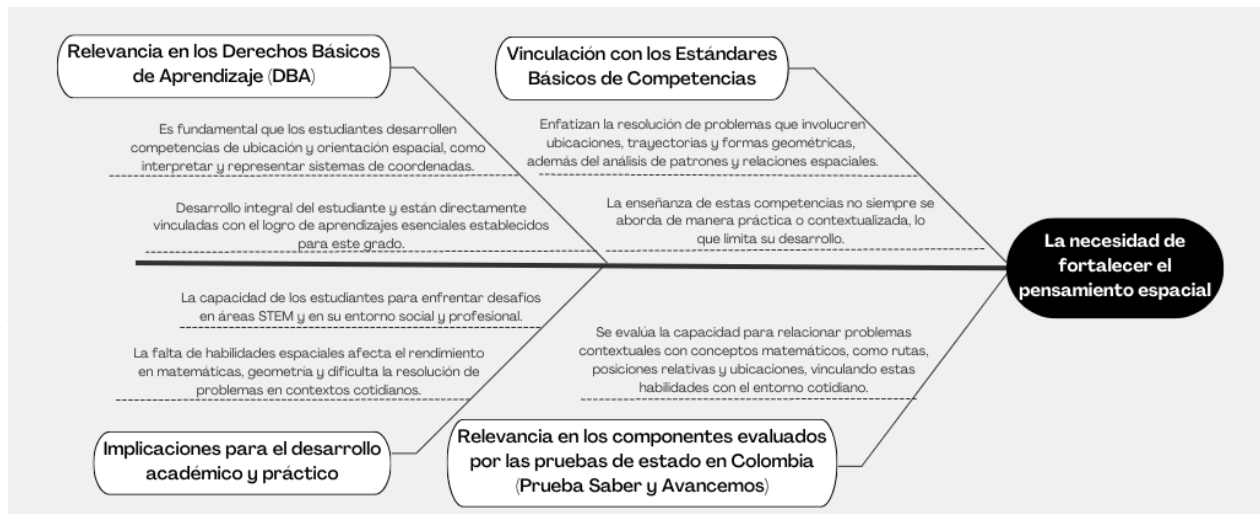 Relevancia en los Derechos Básicos
de Aprendizaje (DBA)
Es fundamental que los estudiantes desarrollen
competencias de ubicación y orientación espacial, como
interpretar y representar sistemas de coordenadas.
Desarrollo integral del estudiante y están directamente
vinculadas con el logro de aprendizajes esenciales establecidos
para este grado.
Vinculación con los Estándares
Básicos de Competencias
Enfatizan la resolución de problemas que involucren
ubicaciones, trayectorias y formas geométricas,
además del análisis de patrones y relaciones espaciales.
La enseñanza de estas competencias no siempre se
aborda de manera práctica o contextualizada, lo
que limita su desarrollo.
La necesidad de
fortalecer el
pensamiento espacial
La capacidad de los estudiantes para enfrentar desafíos
en áreas STEM y en su entorno social y profesional.
La falta de habilidades espaciales afecta el rendimiento
en matemáticas, geometría y dificulta la resolución de
problemas en contextos cotidianos.
Implicaciones para el desarrollo
académico y práctico
Se evalúa la capacidad para relacionar problemas
contextuales con conceptos matemáticos, como rutas,
posiciones relativas y ubicaciones, vinculando estas
habilidades con el entorno cotidiano.
Relevancia en los componentes evaluados
por las pruebas de estado en Colombia
(Prueba Saber y Avancemos)